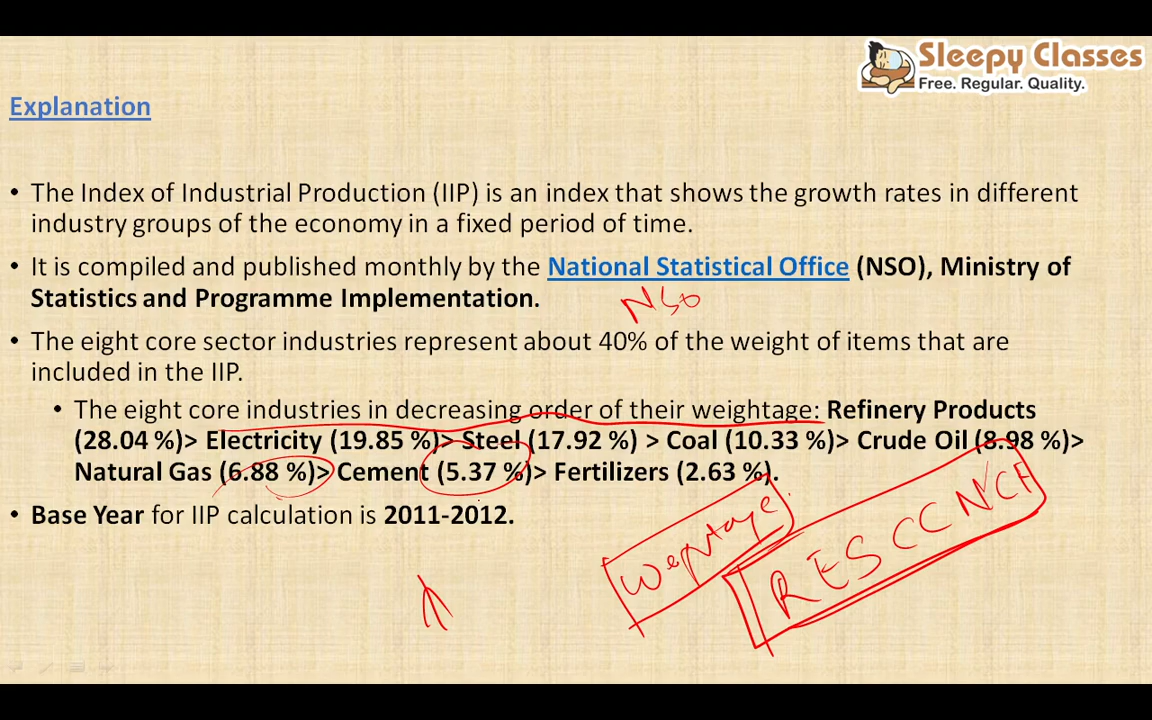 Sleepy Classes
Free. Regular. Quality.
Explanation
• The Index of Industrial Production (IIP) is an index that shows the growth rates in different
industry groups of the economy in a fixed period of time.
• It is compiled and published monthly by the National Statistical Office (NSO), Ministry of
Statistics and Programme Implementation.
NSO
• The eight core sector industries represent about 40% of the weight of items that are
included in the IIP.
• The eight core industries in decreasing order of their weightage: Refinery Products
(28.04 %)> Electricity (19.85 %)> Steel (17.92 %) > Coal (10.33 %)> Crude Oil (8.98 %)>
Natural Gas (6.88 %)> Cement (5.37 %)> Fertilizers (2.63 %).
• Base Year for IIP calculation is 2011-2012.
Weightage
RES CC NCF